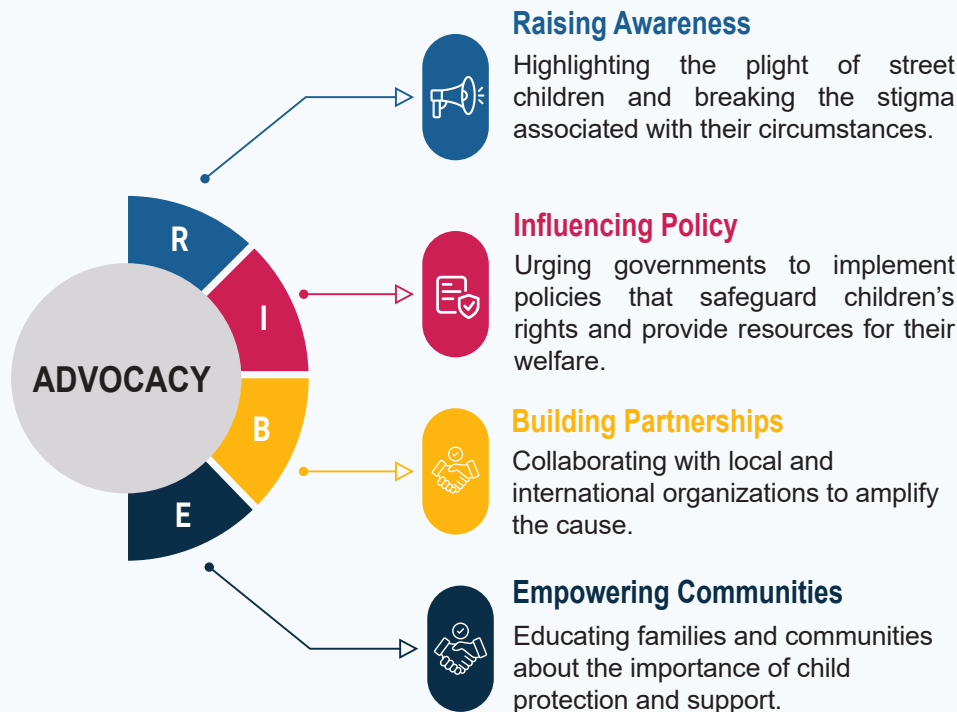 Raising Awareness
Highlighting the plight of street
children and breaking the stigma
associated with their circumstances.
R
Influencing Policy
Urging governments to implement
policies that safeguard children’s
rights and provide resources for their
welfare.
I
ADVOCACY
B
Building Partnerships
Collaborating with local and
international organizations to amplify
the cause.
E
Empowering Communities
Educating families and communities
about the importance of child
protection and support.